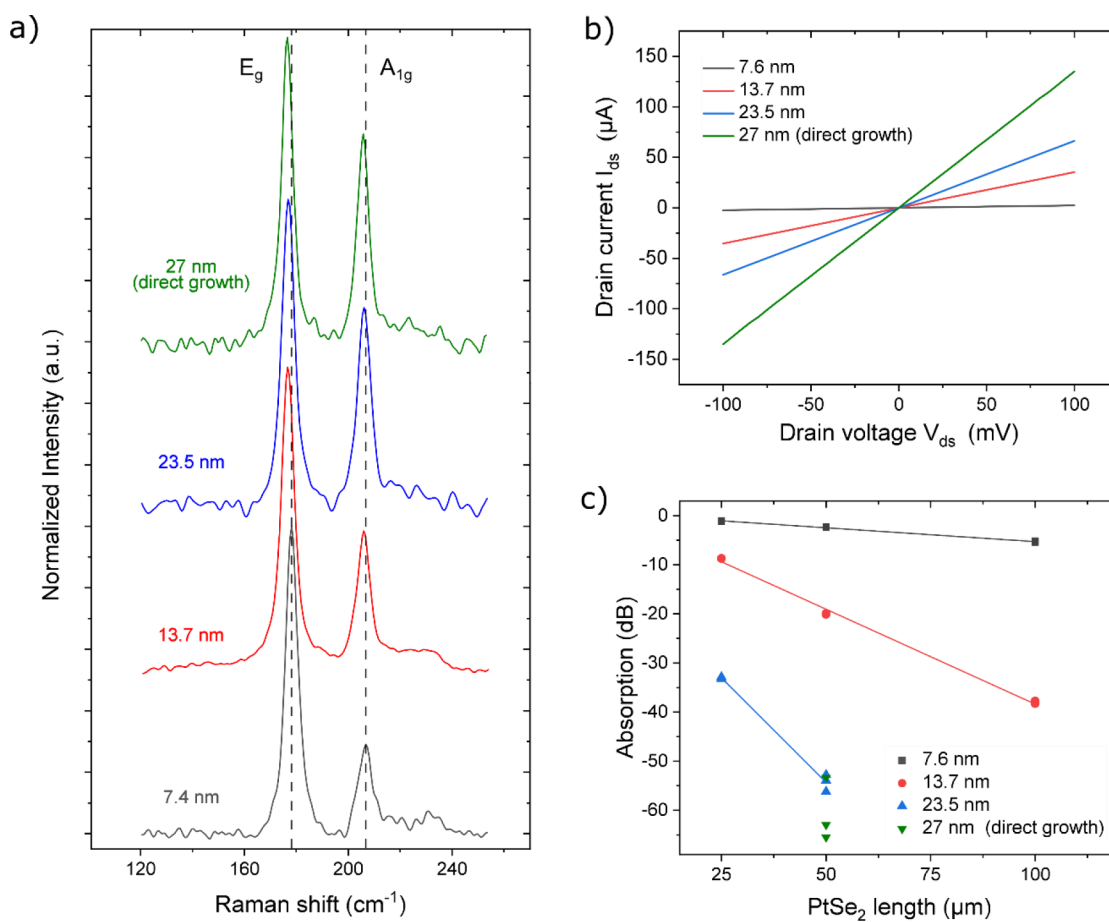 a)
E_g
A_1g
27 nm
(direct growth)
23.5 nm
13.7 nm
7.4 nm
Normalized Intensity (a.u.)
120 160 200 240
Raman shift (cm⁻¹)
b)
7.6 nm
13.7 nm
23.5 nm
27 nm (direct growth)
150
100
50
0
-50
-100
-150
Drain current I_ds (µA)
-100 -50 0 50 100
Drain voltage V_ds (mV)
c)
0
-10
-20
-30
-40
-50
-60
Absorption (dB)
7.6 nm
13.7 nm
23.5 nm
27 nm (direct growth)
25 50 75 100
PtSe₂ length (µm)